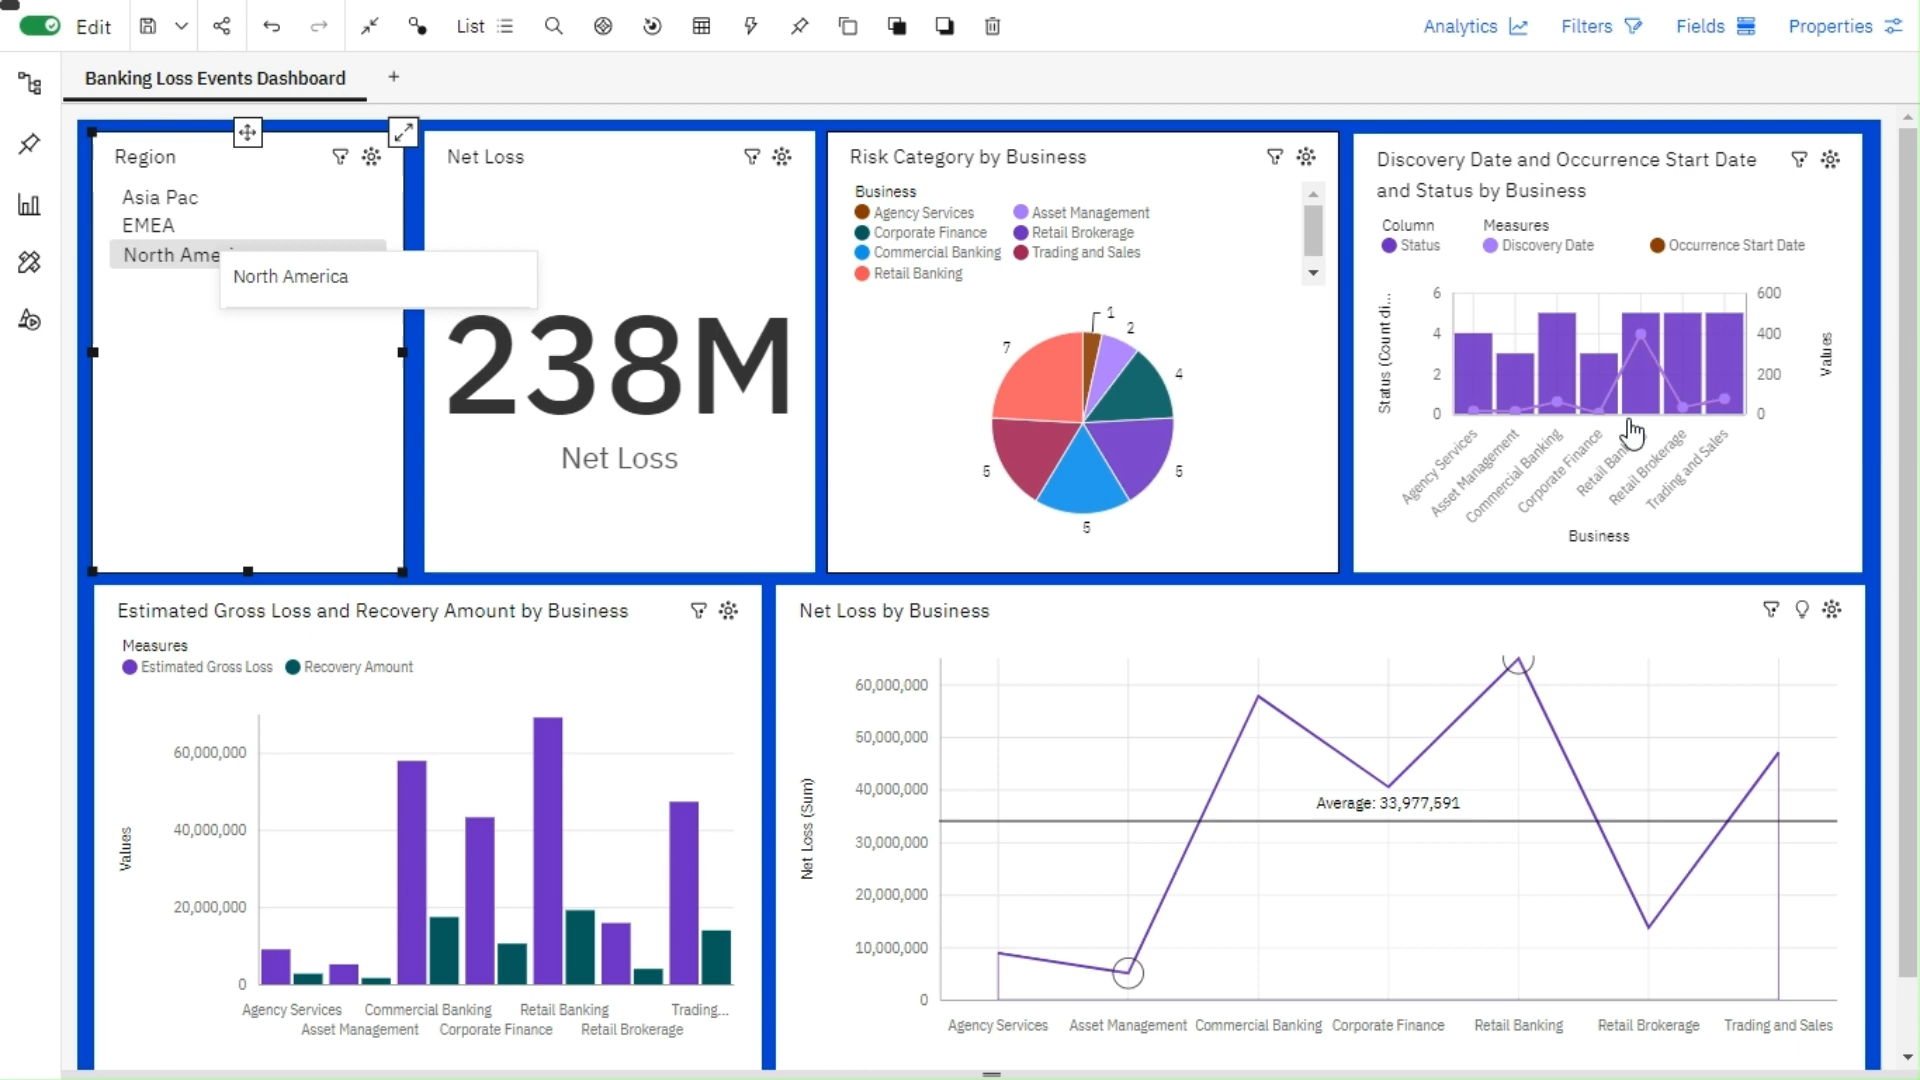 Edit
List
Analytics
Filters
Fields
Properties
Banking Loss Events Dashboard
+
Region
Asia Pac
EMEA
North Ame
North America
Net Loss
238M
Net Loss
Risk Category by Business
Business
Agency Services
Asset Management
Corporate Finance
Retail Brokerage
Commercial Banking
Trading and Sales
Retail Banking
1
2
7
4
5
5
5
Discovery Date and Occurrence Start Date
and Status by Business
Column
Measures
Status
Discovery Date
Occurrence Start Date
Status (Count di...
6
4
2
0
600
400
200
0
Values
Agency Services
Asset Management
Commercial Banking
Corporate Finance
Retail Ban
Retail Brokerage
Trading and Sales
Business
Estimated Gross Loss and Recovery Amount by Business
Measures
Estimated Gross Loss
Recovery Amount
Values
60,000,000
40,000,000
20,000,000
0
Agency Services
Commercial Banking
Retail Banking
Trading...
Asset Management
Corporate Finance
Retail Brokerage
Net Loss by Business
Net Loss (Sum)
60,000,000
50,000,000
40,000,000
30,000,000
20,000,000
10,000,000
0
Average: 33,977,591
Agency Services
Asset Management
Commercial Banking
Corporate Finance
Retail Banking
Retail Brokerage
Trading and Sales